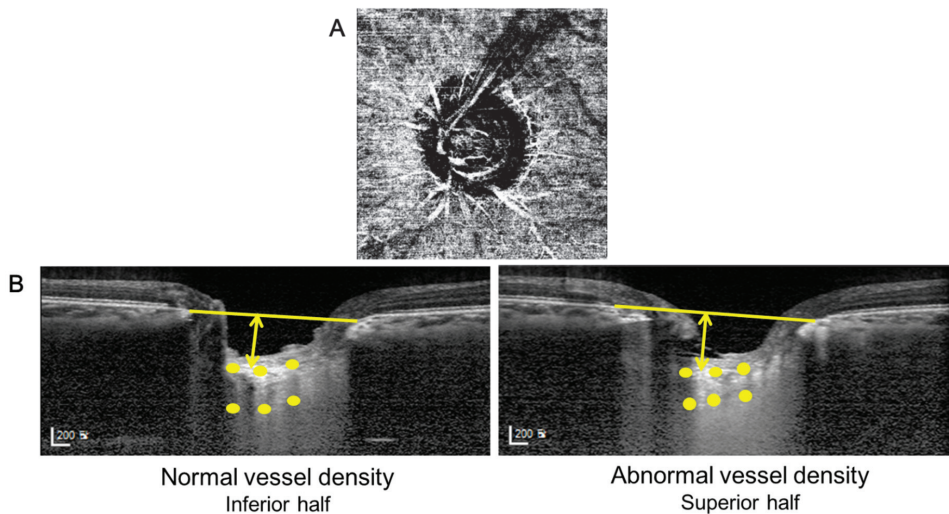 A
B
200
200
Normal vessel density
Inferior half
Abnormal vessel density
Superior half